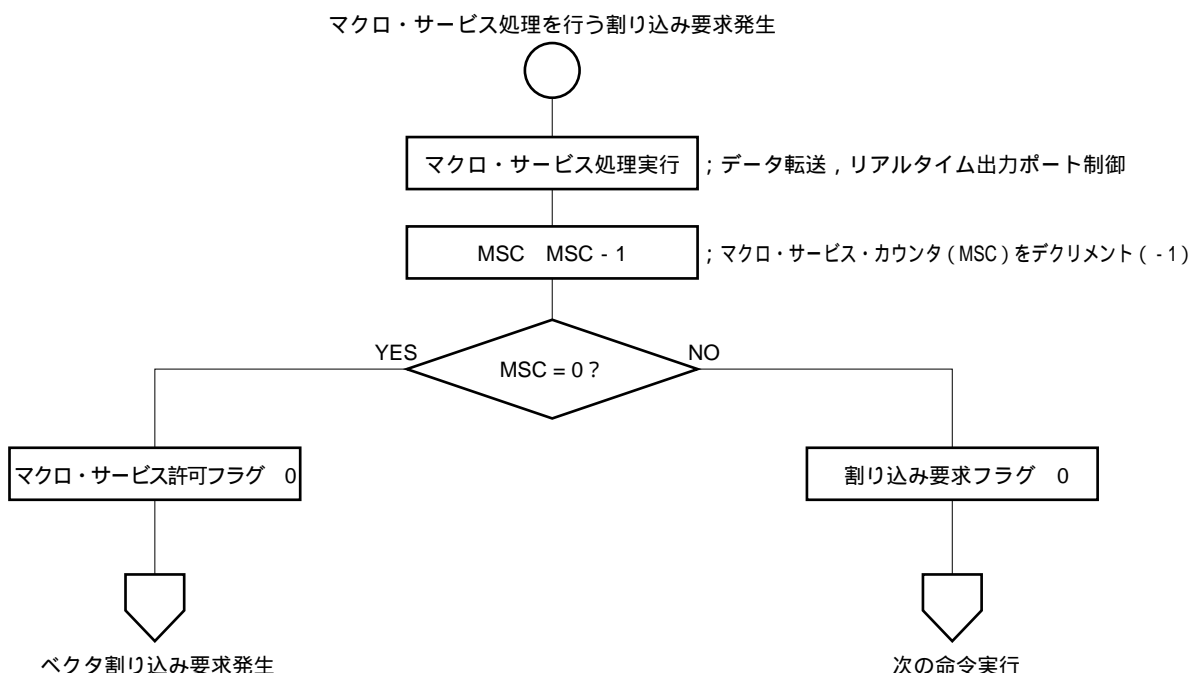 マクロ・サービス処理を行う割り込み要求発生
マクロ・サービス処理実行
；データ転送，リアルタイム出力ポート制御
MSC　MSC - 1
；マクロ・サービス・カウンタ（MSC）をデクリメント（ - 1）
YES
MSC = 0？
NO
マクロ・サービス許可フラグ　0
割り込み要求フラグ　0
ベクタ割り込み要求発生
次の命令実行